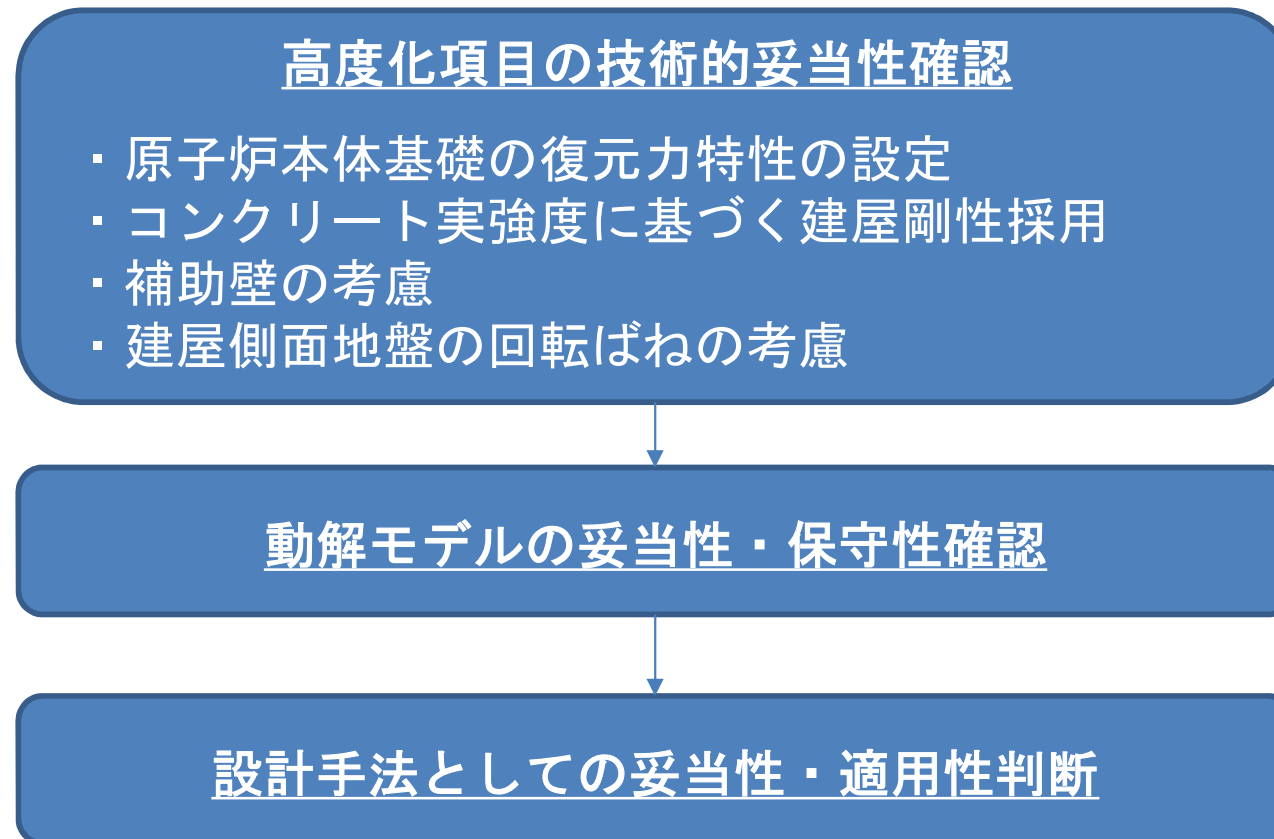 高度化項目の技術的妥当性確認
・原子炉本体基礎の復元力特性の設定
・コンクリート実強度に基づく建屋剛性採用
・補助壁の考慮
・建屋側面地盤の回転ばねの考慮
動解モデルの妥当性・保守性確認
設計手法としての妥当性・適用性判断